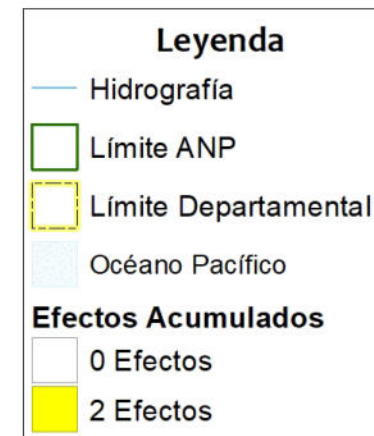 Leyenda
Hidrografía
Límite ANP
Límite Departamental
Océano Pacífico
Efectos Acumulados
0 Efectos
2 Efectos